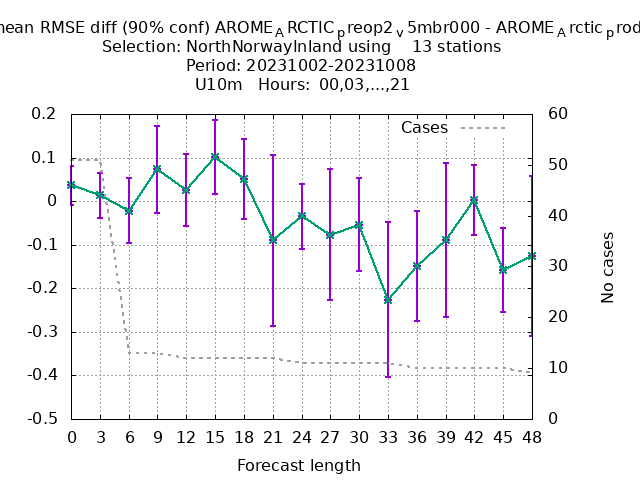 mean RMSE diff (90% conf) AROME_ARCTIC_preop2_v5mbr000 - AROME_Arctic_prod
Selection: NorthNorwayInland using 13 stations
Period: 20231002-20231008
U10m Hours: 00,03,...,21
Cases
0.2
0.1
0
-0.1
-0.2
-0.3
-0.4
-0.5
60
50
40
30
20
10
0
No cases
0 3 6 9 12 15 18 21 24 27 30 33 36 39 42 45 48
Forecast length